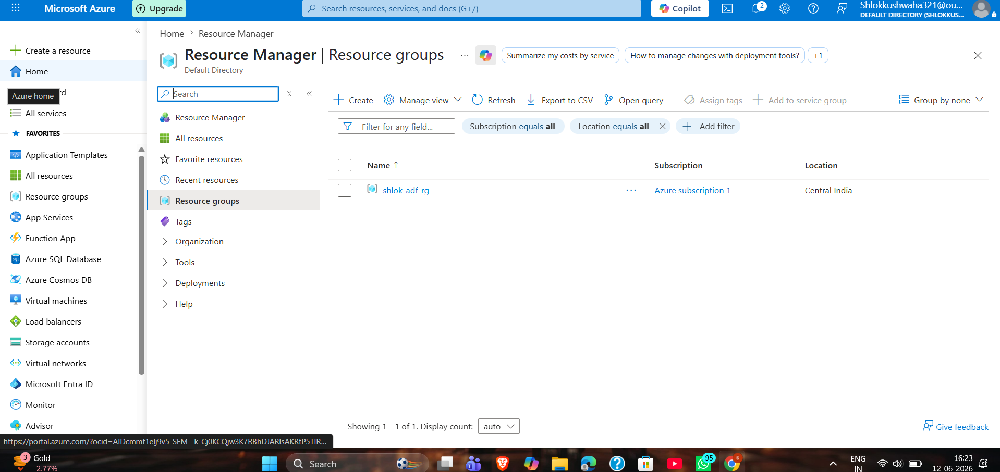 Microsoft Azure
Upgrade
Search resources, services, and docs (G+/)
Copilot
2
Shlokkushwaha321@ou...
DEFAULT DIRECTORY (SHLOKKUS...
Create a resource
Home
Azure home
rd
All services
FAVORITES
Application Templates
All resources
Resource groups
App Services
Function App
Azure SQL Database
Azure Cosmos DB
Virtual machines
Load balancers
Storage accounts
Virtual networks
Microsoft Entra ID
Monitor
Advisor
Home > Resource Manager
Resource Manager | Resource groups
...
Default Directory
Summarize my costs by service
How to manage changes with deployment tools?
+1
Search
Resource Manager
All resources
Favorite resources
Recent resources
Resource groups
Tags
Organization
Tools
Deployments
Help
Create
Manage view
Refresh
Export to CSV
Open query
Assign tags
Add to service group
Group by none
Filter for any field...
Subscription equals all
Location equals all
Add filter
Name ↑
Subscription
Location
shlok-adf-rg
...
Azure subscription 1
Central India
Showing 1 - 1 of 1. Display count:
auto
Give feedback
https://portal.azure.com/?ocid=AIDcmmf1elj9v5_SEM__k_Cj0KCQjw3K7RBhDJARIsAKRtP5TIR...
3
Gold
-2.77%
Search
95
S
ENG
IN
16:23
12-06-2026